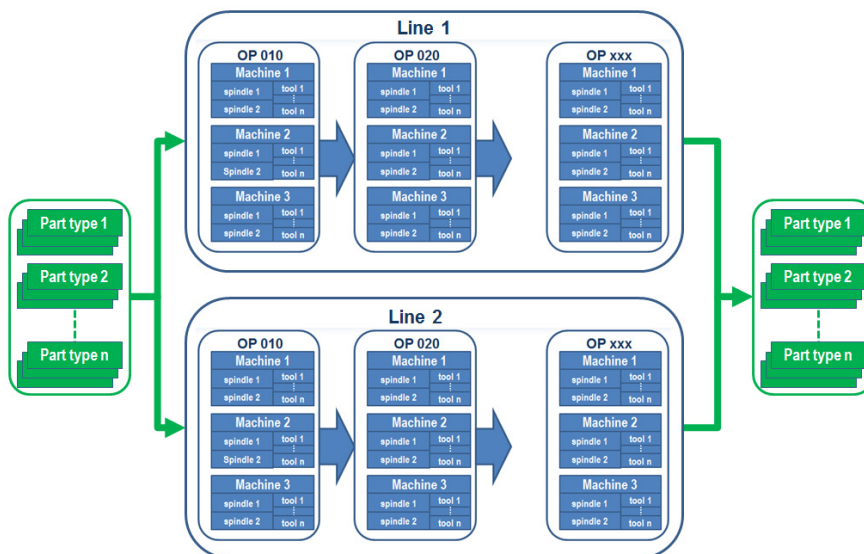 Line 1
OP 010
Machine 1
spindle 1
tool 1
spindle 2
tool n
Machine 2
spindle 1
tool 1
Spindle 2
tool n
Machine 3
spindle 1
tool 1
spindle 2
tool n
OP 020
Machine 1
spindle 1
tool 1
spindle 2
tool n
Machine 2
spindle 1
tool 1
spindle 2
tool n
Machine 3
spindle 1
tool 1
spindle 2
tool n
OP xxx
Machine 1
spindle 1
tool 1
spindle 2
tool n
Machine 2
spindle 1
tool 1
spindle 2
tool n
Machine 3
spindle 1
tool 1
spindle 2
tool n
Part type 1
Part type 2
Part type n
Part type 1
Part type 2
Part type n
Line 2
OP 010
Machine 1
spindle 1
tool 1
spindle 2
tool n
Machine 2
spindle 1
tool 1
Spindle 2
tool n
Machine 3
spindle 1
tool 1
spindle 2
tool n
OP 020
Machine 1
spindle 1
tool 1
spindle 2
tool n
Machine 2
spindle 1
tool 1
spindle 2
tool n
Machine 3
spindle 1
tool 1
spindle 2
tool n
OP xxx
Machine 1
spindle 1
tool 1
spindle 2
tool n
Machine 2
spindle 1
tool 1
spindle 2
tool n
Machine 3
spindle 1
tool 1
spindle 2
tool n